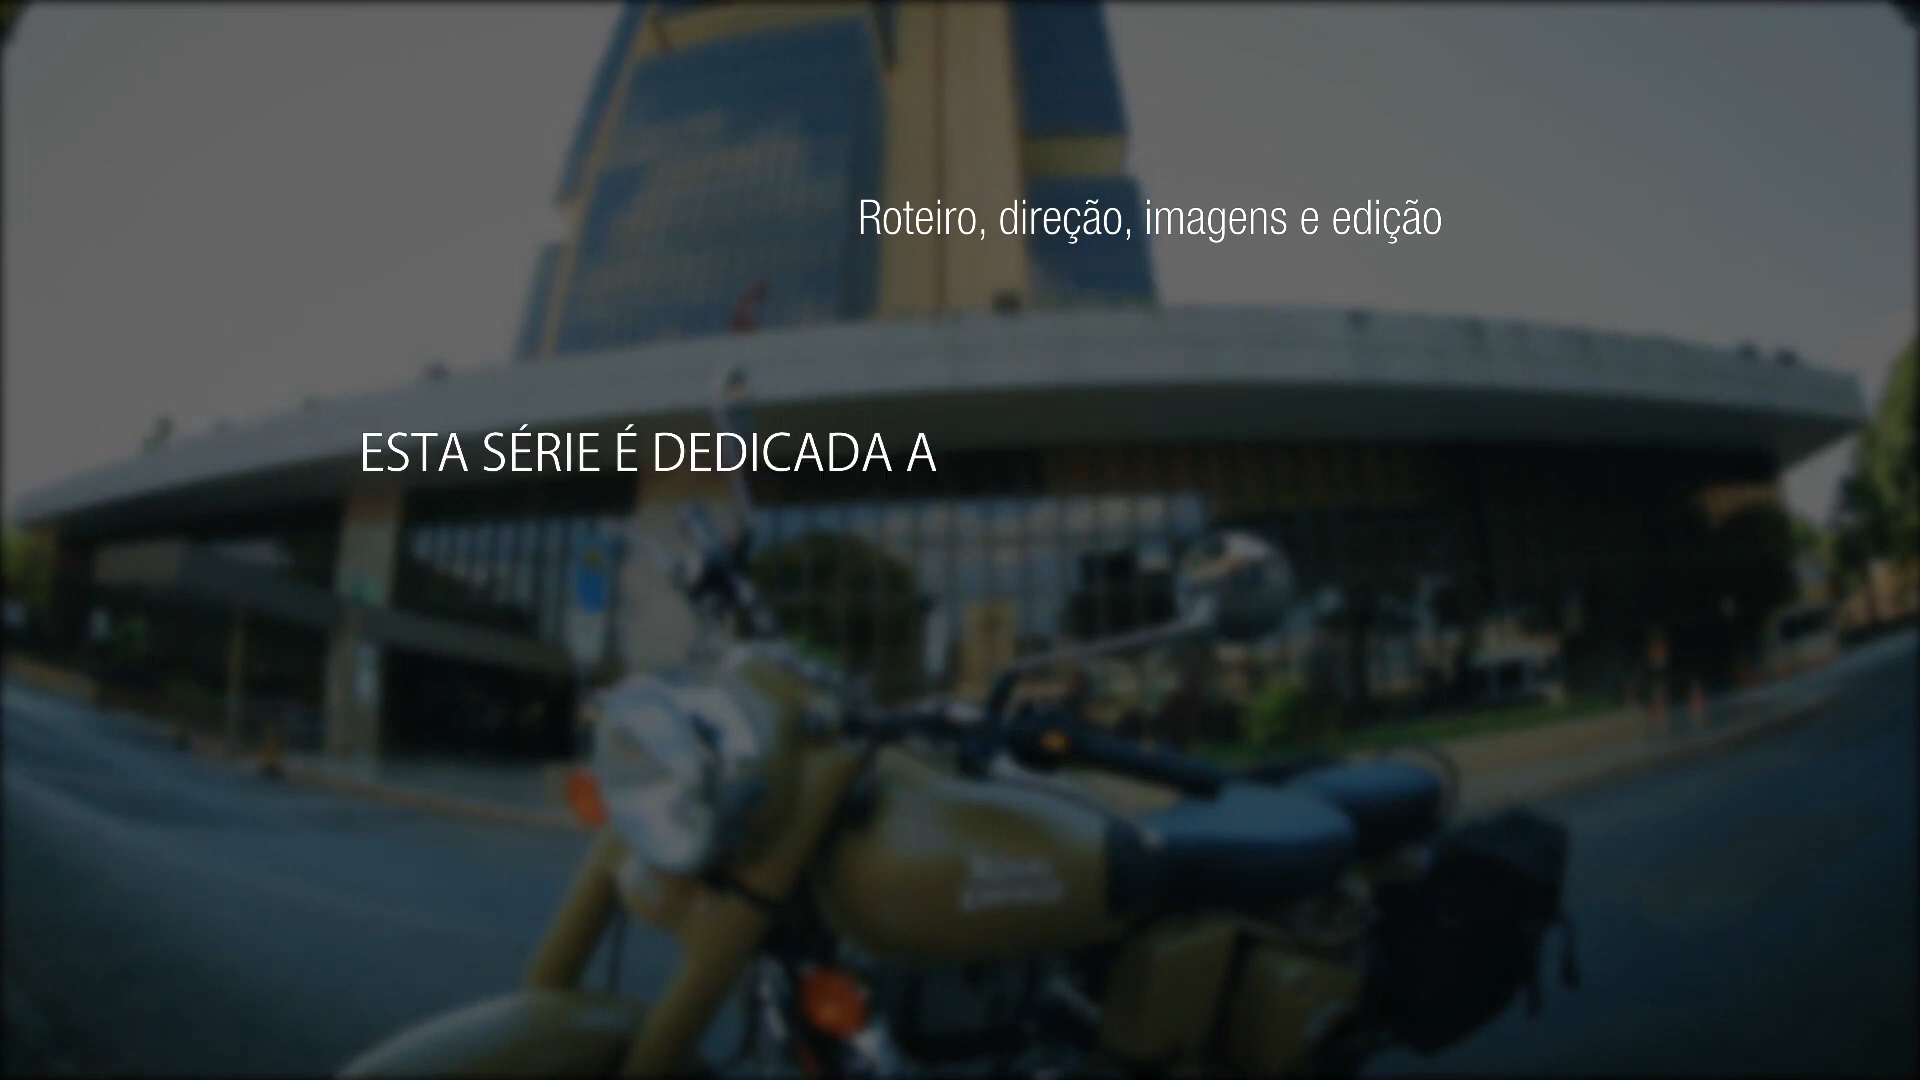 Roteiro, direção, imagens e edição
ESTA SÉRIE É DEDICADA A